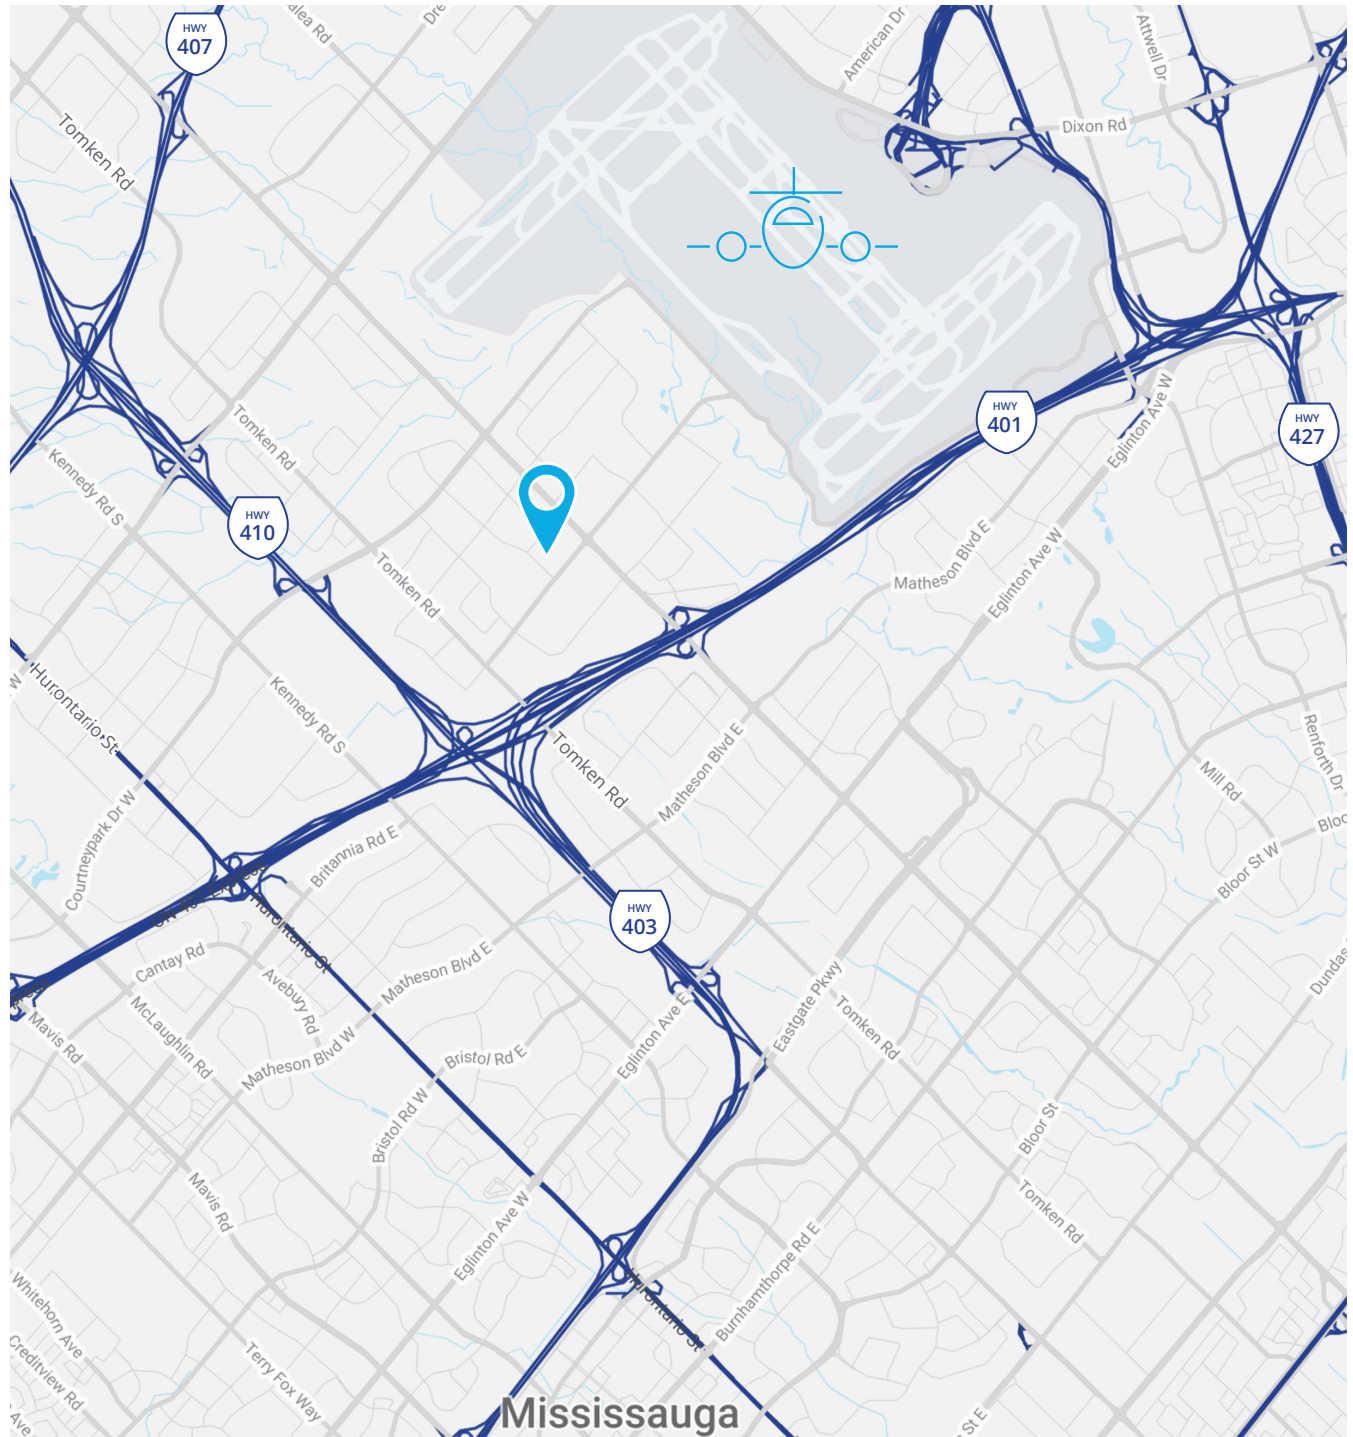 HWY
407
American Dr
Attwell Dr
Dixon Rd
Tomken Rd
HWY
401
HWY
427
Eglinton Ave W
Tomken Rd
Kennedy Rd S
HWY
410
Matheson Blvd E
Eglinton Ave W
Tomken Rd
Hurontario St
Kennedy Rd S
Renforth Dr
Tomken Rd
Matheson Blvd E
Mill Rd
Courtneypark Dr W
Britannia Rd E
Bloor St W
HWY
403
Hurontario St
Cantay Rd
Matheson Blvd E
Avebury Rd
Dundas
Eastgate Pkwy
Mavis Rd
McLaughlin Rd
Matheson Blvd W
Bristol Rd E
Eglinton Ave E
Tomken Rd
Bristol Rd W
Bloor St
Mavis Rd
Eglinton Ave W
Tomken Rd
Burnhamthorpe Rd E
Hurontario St
Whitehorn Ave
Creditview Rd
Terry Fox Way
Mississauga